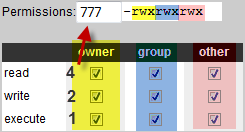 Permissions: 777 -rwxrwxrwx
owner group other
read 4
write 2
execute 1